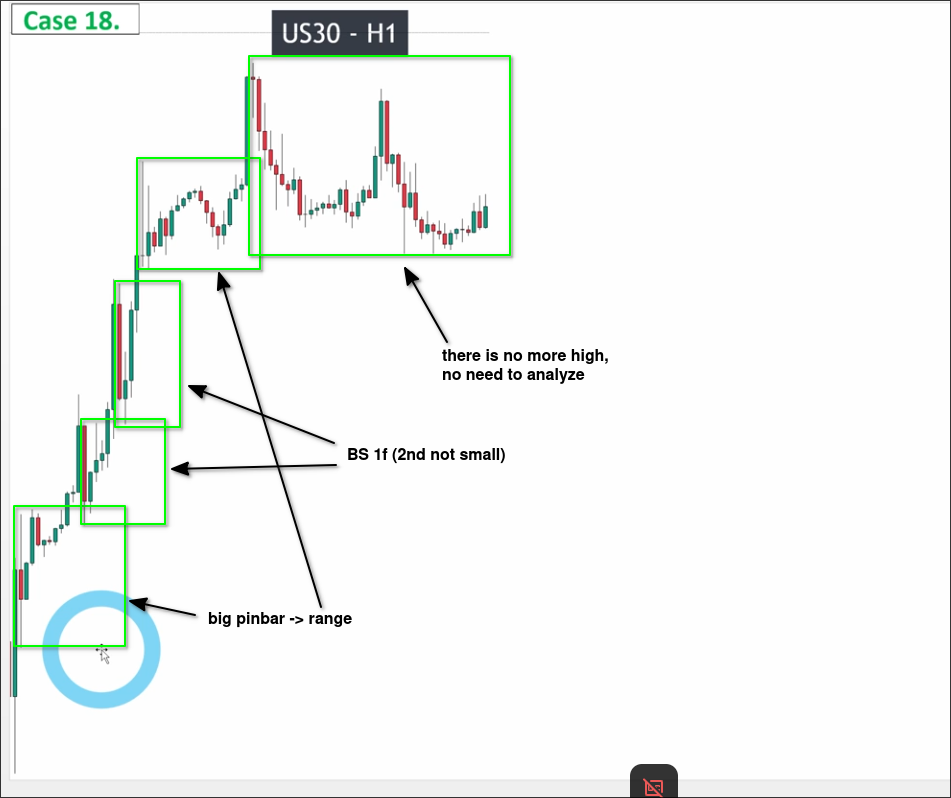 Case 18.
US30 - H1
there is no more high,
no need to analyze
BS 1f (2nd not small)
big pinbar -> range